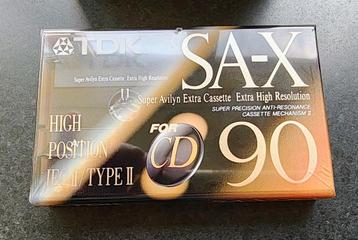 TDK
SA-X
Super Avilyn Extra Cassette Extra High Resolution
Super Avilyn Extra Cassette Extra High Resolution
SUPER PRECISION ANTI-RESONANCE
CASSETTE MECHANISM II
HIGH
POSITION
IEC II/TYPE II
FOR
CD
90